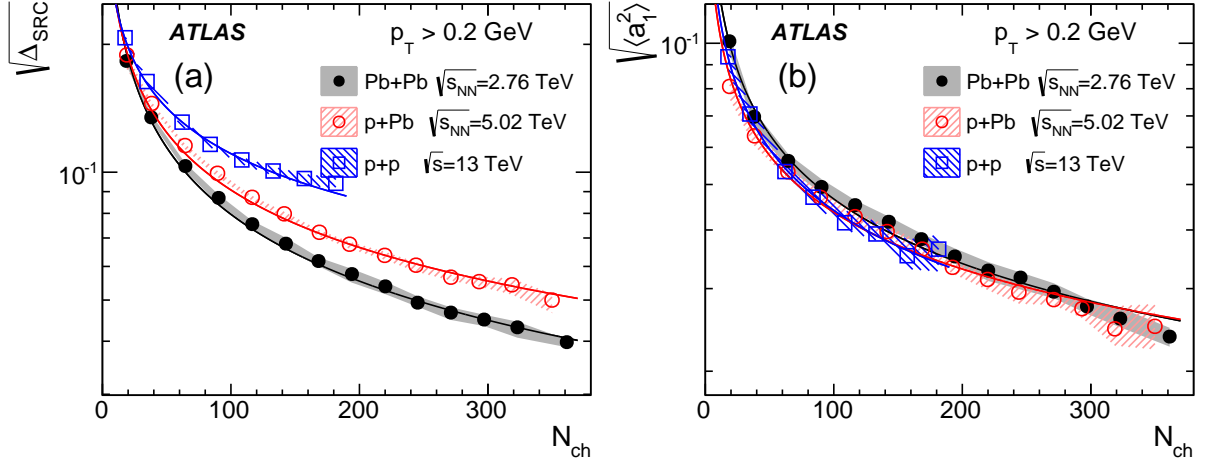 √Δ_SRC
ATLAS
p_T > 0.2 GeV
(a)
Pb+Pb √s_NN=2.76 TeV
p+Pb √s_NN=5.02 TeV
p+p √s=13 TeV
10⁻¹
0 100 200 300
N_ch
√⟨a₁²⟩
ATLAS
p_T > 0.2 GeV
(b)
Pb+Pb √s_NN=2.76 TeV
p+Pb √s_NN=5.02 TeV
p+p √s=13 TeV
10⁻¹
0 100 200 300
N_ch